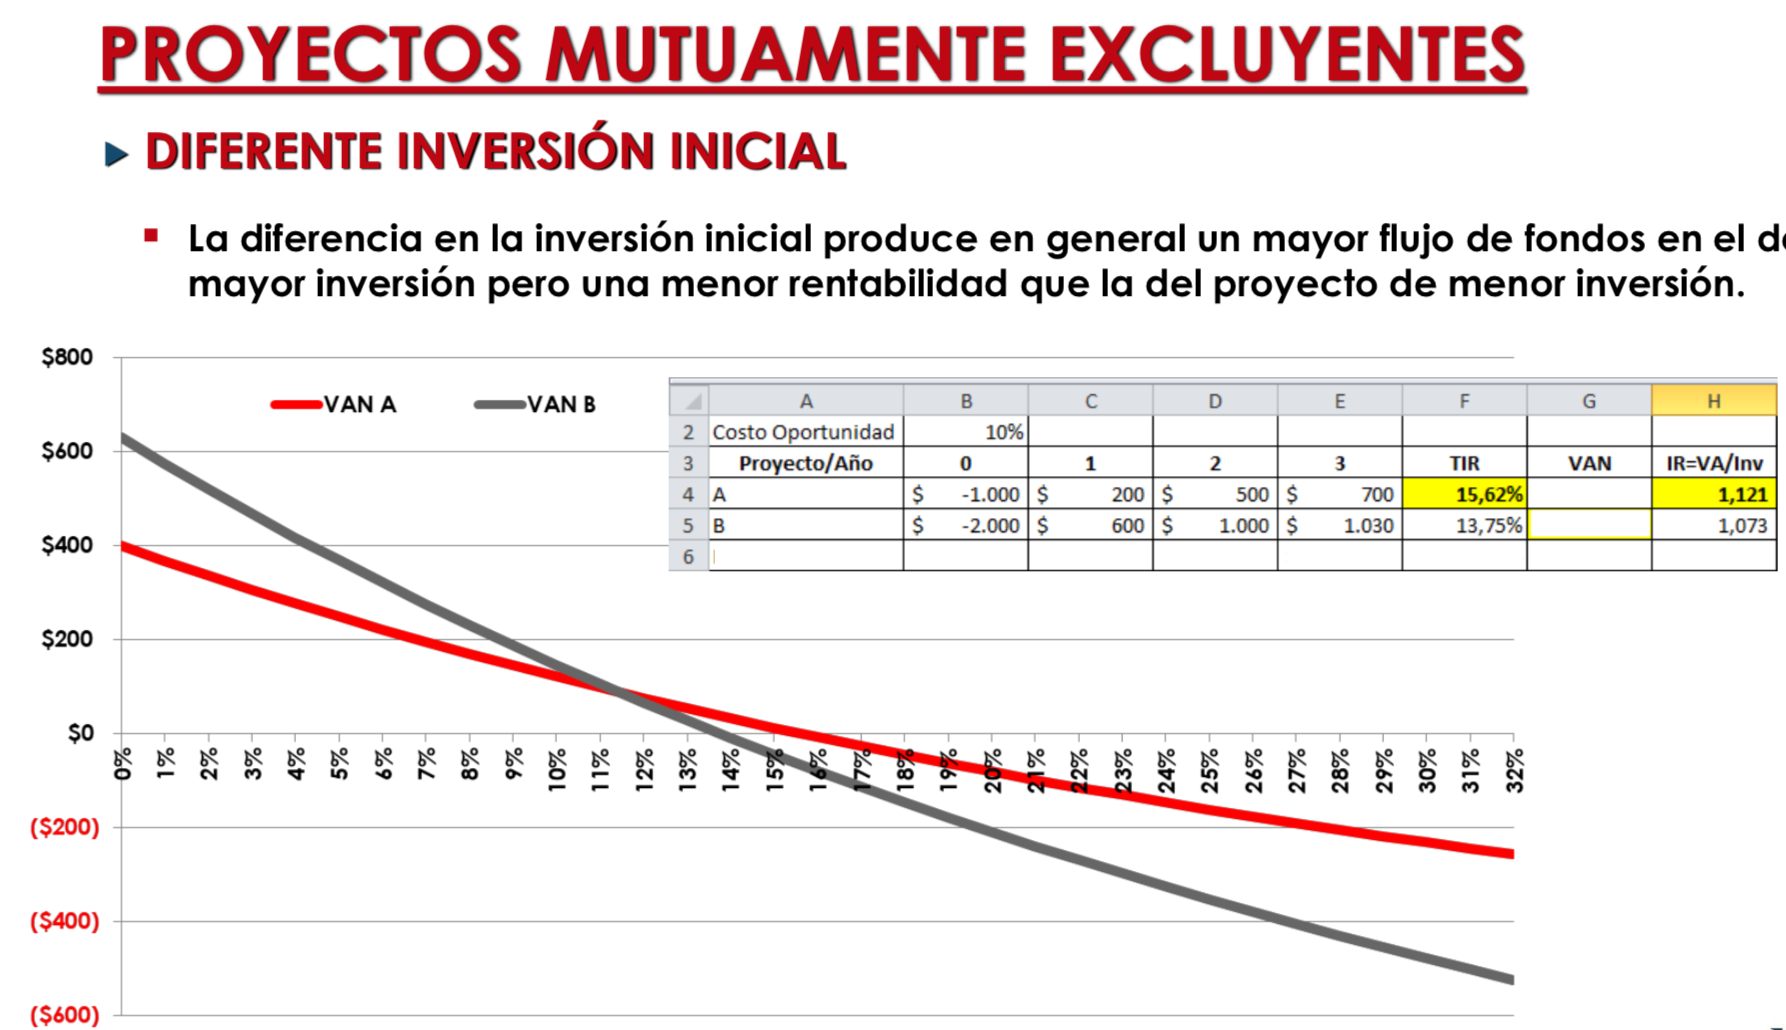 PROYECTOS MUTUAMENTE EXCLUYENTES
DIFERENTE INVERSIÓN INICIAL
La diferencia en la inversión inicial produce en general un mayor flujo de fondos en el
mayor inversión pero una menor rentabilidad que la del proyecto de menor inversión.
$800
$600
$400
$200
$0
($200)
($400)
($600)
VAN A VAN B
A B C D E F G H
2 Costo Oportunidad 10%
3 Proyecto/Año 0 1 2 3 TIR VAN IR=VA/Inv
4 A $ -1.000 $ 200 $ 500 $ 700 15,62% 1,121
5 B $ -2.000 $ 600 $ 1.000 $ 1.030 13,75% 1,073
6
0% 1% 2% 3% 4% 5% 6% 7% 8% 9% 10% 11% 12% 13% 14% 15% 16% 17% 18% 19% 20% 21% 22% 23% 24% 25% 26% 27% 28% 29% 30% 31% 32%